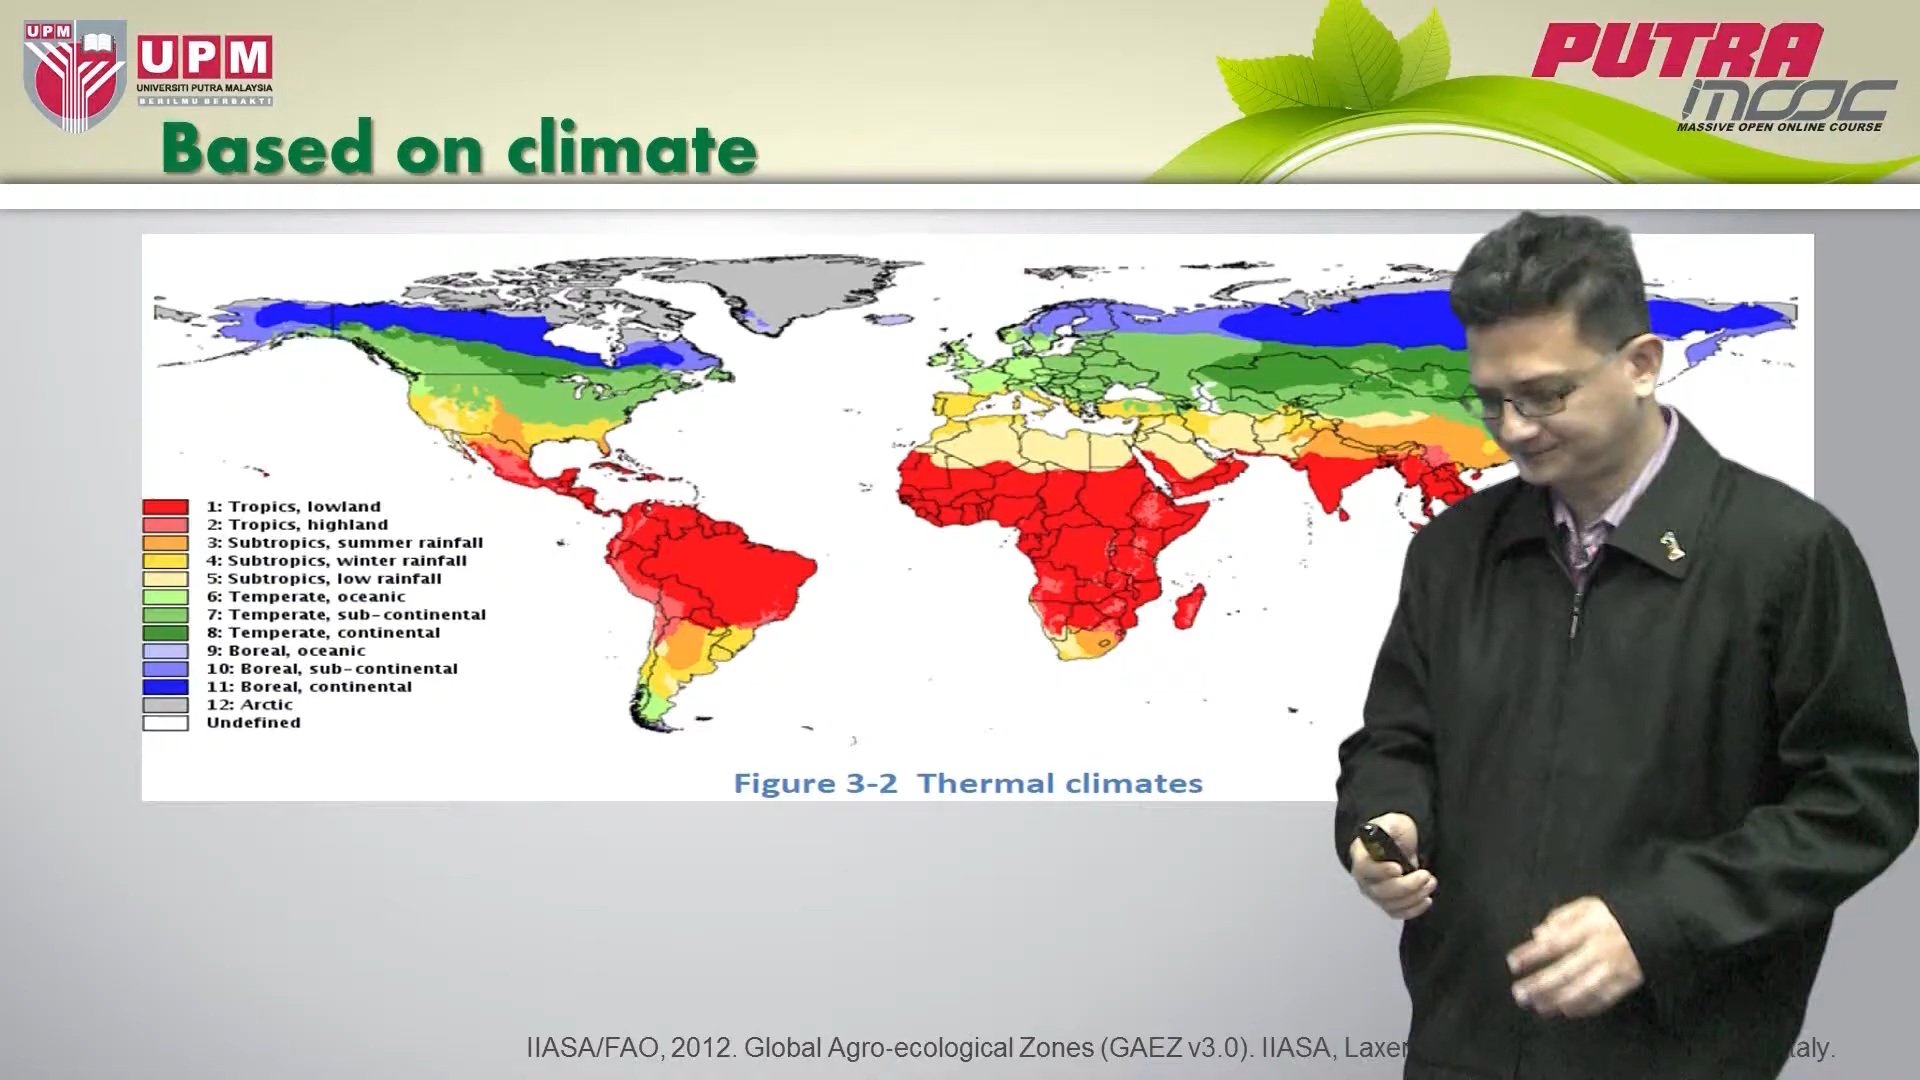 UPM
UPM
UNIVERSITI PUTRA MALAYSIA
BERILMU BERBAKTI
PUTRA
mooc
MASSIVE OPEN ONLINE COURSE
Based on climate
1: Tropics, lowland
2: Tropics, highland
3: Subtropics, summer rainfall
4: Subtropics, winter rainfall
5: Subtropics, low rainfall
6: Temperate, oceanic
7: Temperate, sub-continental
8: Temperate, continental
9: Boreal, oceanic
10: Boreal, sub-continental
11: Boreal, continental
12: Arctic
Undefined
Figure 3-2 Thermal climates
IIASA/FAO, 2012. Global Agro-ecological Zones (GAEZ v3.0). IIASA,